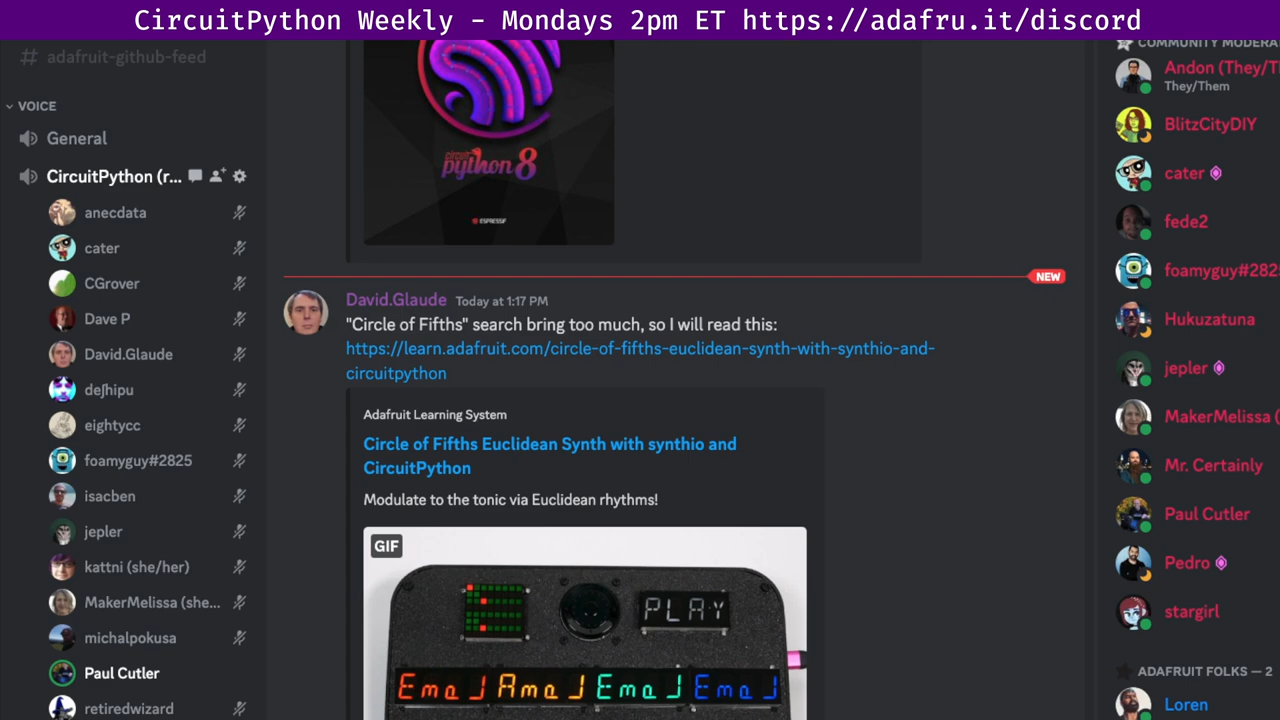 CircuitPython Weekly - Mondays 2pm ET https://adafru.it/discord
# adafruit-github-feed
VOICE
General
CircuitPython (r...
anecdata
cater
CGrover
Dave P
David.Glaude
deʃhipu
eightycc
foamyguy#2825
isacben
jepler
kattni (she/her)
MakerMelissa (she...
michalpokusa
Paul Cutler
retiredwizard
circuit
python 8
ESPRESSIF
NEW
David.Glaude Today at 1:17 PM
"Circle of Fifths" search bring too much, so I will read this:
https://learn.adafruit.com/circle-of-fifths-euclidean-synth-with-synthio-and-
circuitpython
Adafruit Learning System
Circle of Fifths Euclidean Synth with synthio and
CircuitPython
Modulate to the tonic via Euclidean rhythms!
GIF
PLAY
EmaJ AmaJ EmaJ EmaJ
COMMUNITY MODERA
Andon (They/T
They/Them
BlitzCityDIY
cater
fede2
foamyguy#282
Hukuzatuna
jepler
MakerMelissa (
Mr. Certainly
Paul Cutler
Pedro
stargirl
ADAFRUIT FOLKS — 2
Loren